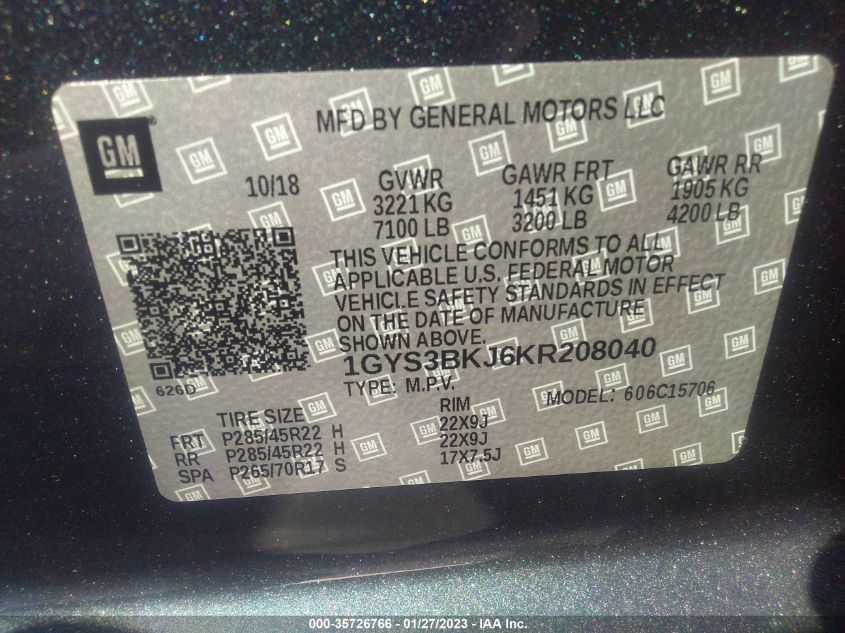 MFD BY GENERAL MOTORS LLC
GM
10/18
GVWR GAWR FRT GAWR RR
3221 KG 1451 KG 1905 KG
7100 LB 3200 LB 4200 LB
THIS VEHICLE CONFORMS TO ALL
APPLICABLE U.S. FEDERAL MOTOR
VEHICLE SAFETY STANDARDS IN EFFECT
ON THE DATE OF MANUFACTURE
SHOWN ABOVE.
1GYS3BKJ6KR208040
626D
TYPE: M.P.V. MODEL: 606C15706
TIRE SIZE RIM
FRT P285/45R22 H 22X9J
RR P285/45R22 H 22X9J
SPA P265/70R17 S 17X7.5J
000-35726766 - 01/27/2023 - IAA Inc.